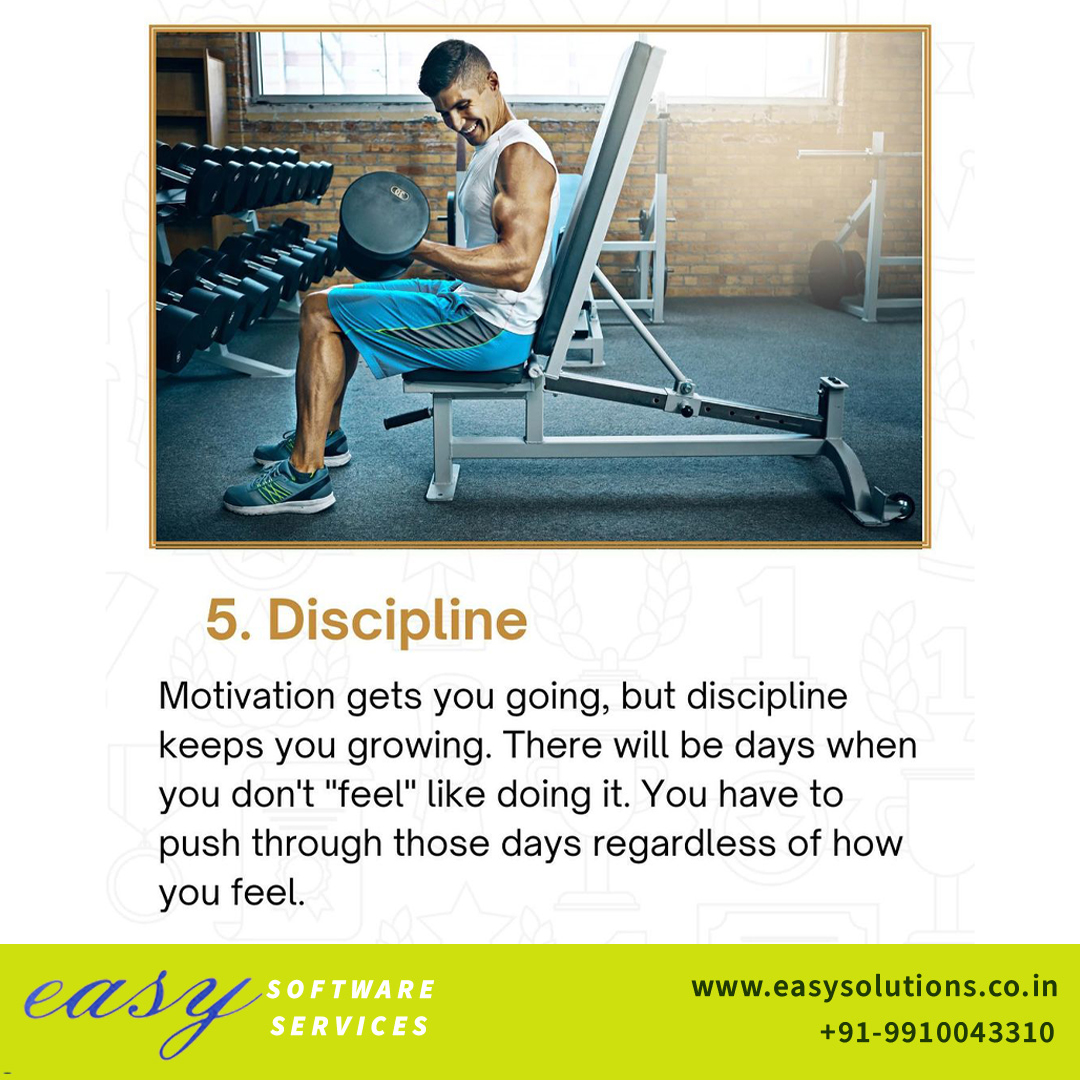 5. Discipline
Motivation gets you going, but discipline
keeps you growing. There will be days when
you don't "feel" like doing it. You have to
push through those days regardless of how
you feel.
easy SOFTWARE
SERVICES
www.easysolutions.co.in
+91-9910043310